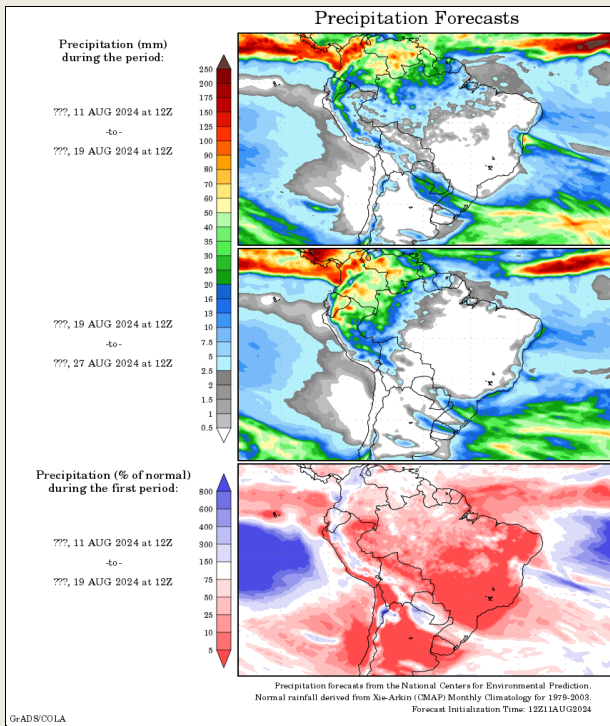 Precipitation Forecasts
Precipitation (mm)
during the period:
???, 11 AUG 2024 at 12Z
-to-
???, 19 AUG 2024 at 12Z
250
200
175
150
125
100
90
80
70
60
50
40
35
30
25
20
16
13
10
7.5
5
2.5
2
1.5
1
0.5
???, 19 AUG 2024 at 12Z
-to-
???, 27 AUG 2024 at 12Z
Precipitation (% of normal)
during the first period:
???, 11 AUG 2024 at 12Z
-to-
???, 19 AUG 2024 at 12Z
800
600
400
300
150
75
50
25
10
5
Precipitation forecasts from the National Centers for Environmental Prediction.
Normal rainfall derived from Xie-Arkin (CMAP) Monthly Climatology for 1979-2003.
Forecast Initialization Time: 12Z11AUG2024
GrADS/COLA